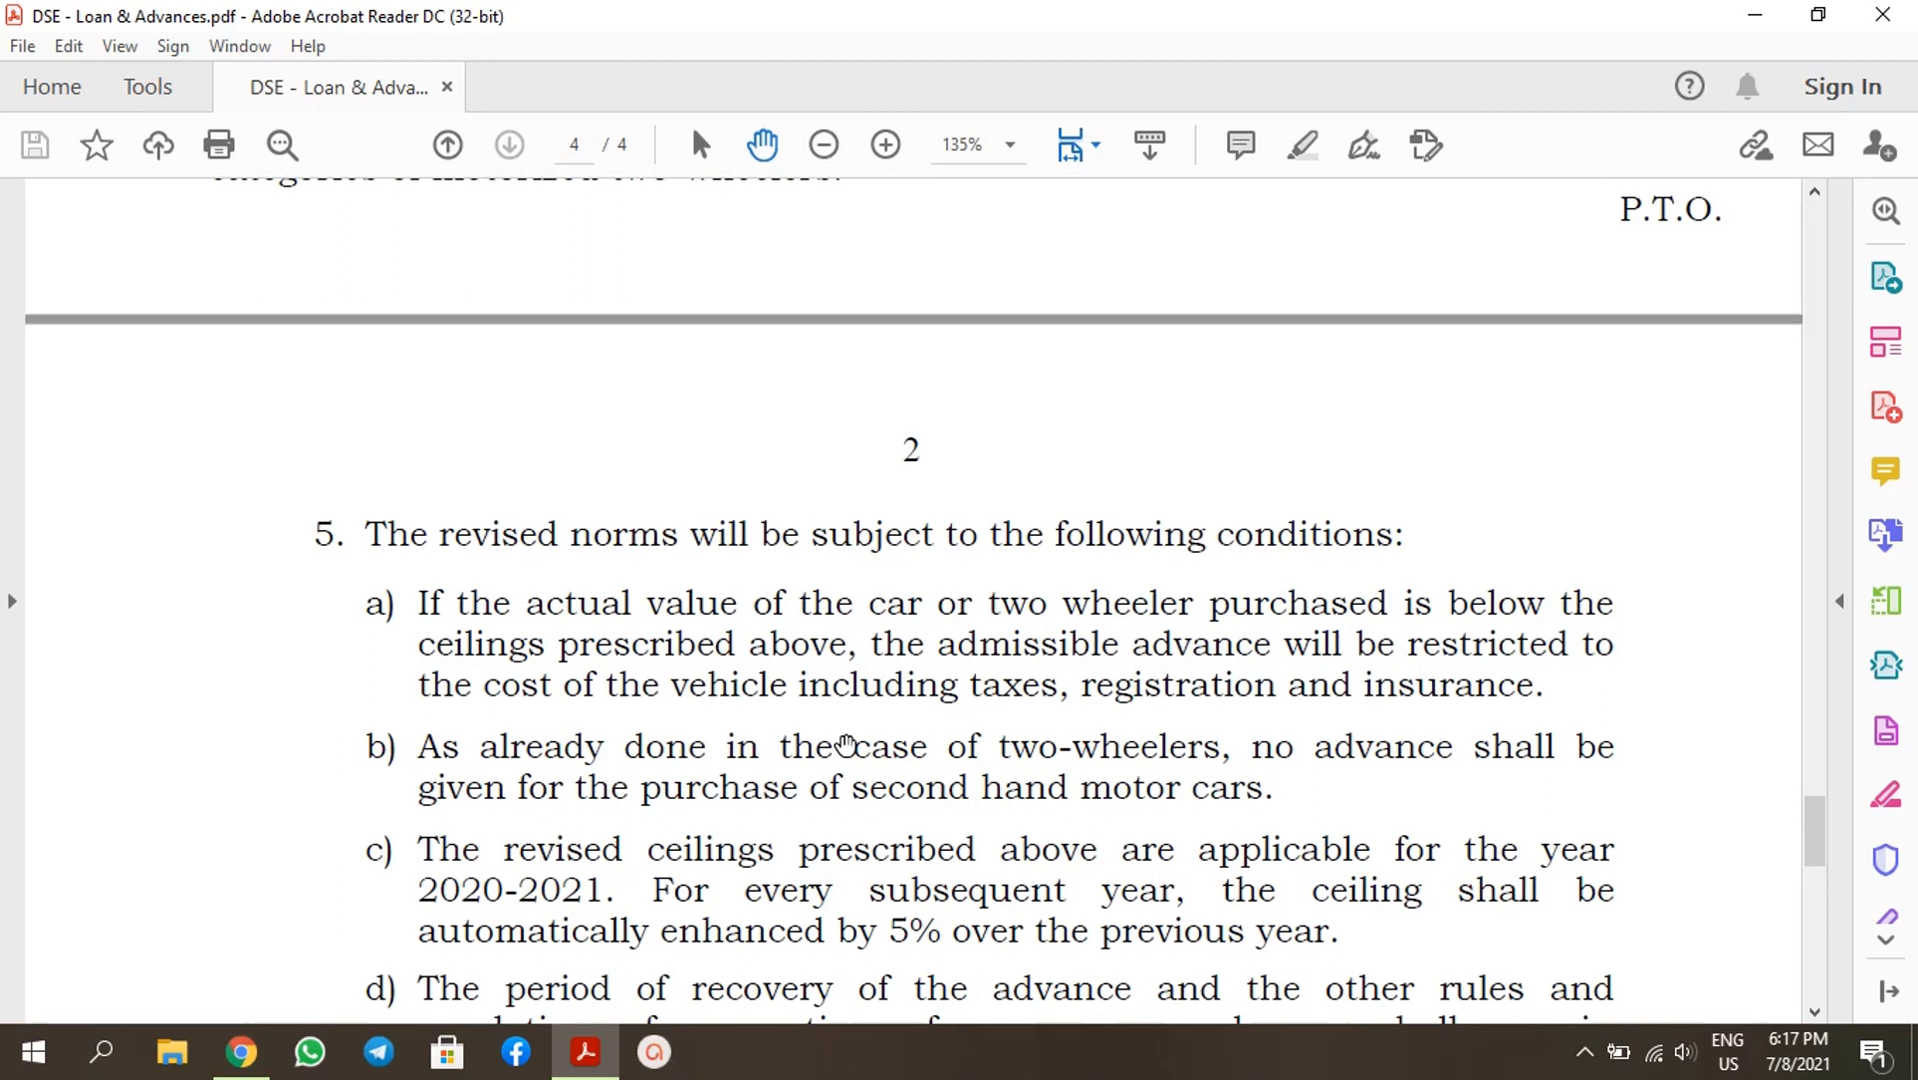 DSE - Loan & Advances.pdf - Adobe Acrobat Reader DC (32-bit)
File Edit View Sign Window Help
Home Tools DSE - Loan & Adva... × Sign In
4 / 4 135%
categories of motorized two wheelers.
P.T.O.
2
5. The revised norms will be subject to the following conditions:
a) If the actual value of the car or two wheeler purchased is below the
ceilings prescribed above, the admissible advance will be restricted to
the cost of the vehicle including taxes, registration and insurance.
b) As already done in the case of two-wheelers, no advance shall be
given for the purchase of second hand motor cars.
c) The revised ceilings prescribed above are applicable for the year
2020-2021. For every subsequent year, the ceiling shall be
automatically enhanced by 5% over the previous year.
d) The period of recovery of the advance and the other rules and
ENG 6:17 PM
US 7/8/2021 1